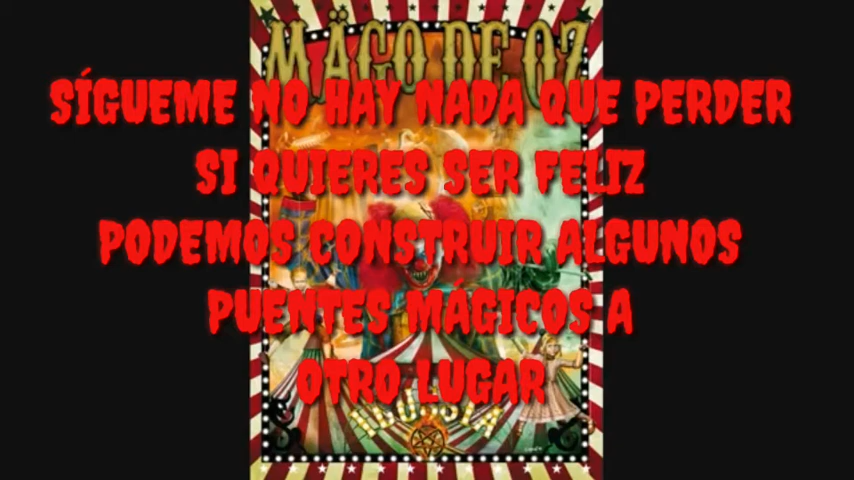 MÄGO DE OZ
SÍGUEME NO HAY NADA QUE PERDER
SI QUIERES SER FELIZ
PODEMOS CONSTRUIR ALGUNOS
PUENTES MÁGICOS A
OTRO LUGAR